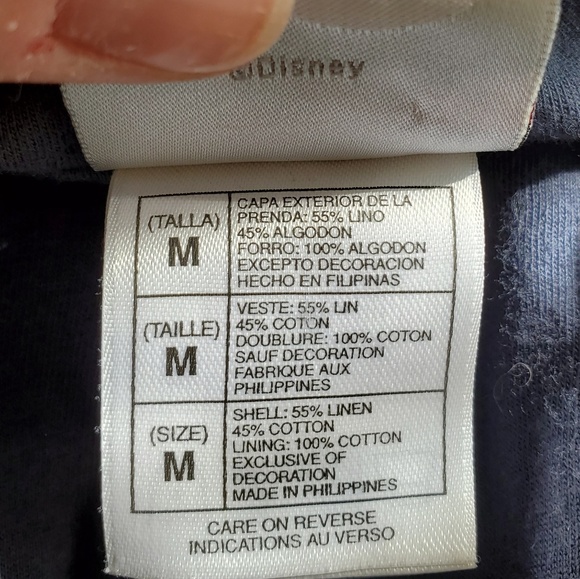 ©Disney
(TALLA)
M
CAPA EXTERIOR DE LA
PRENDA: 55% LINO
45% ALGODON
FORRO: 100% ALGODON
EXCEPTO DECORACION
HECHO EN FILIPINAS
(TAILLE)
M
VESTE: 55% LIN
45% COTON
DOUBLURE: 100% COTON
SAUF DECORATION
FABRIQUE AUX
PHILIPPINES
(SIZE)
M
SHELL: 55% LINEN
45% COTTON
LINING: 100% COTTON
EXCLUSIVE OF
DECORATION
MADE IN PHILIPPINES
CARE ON REVERSE
INDICATIONS AU VERSO